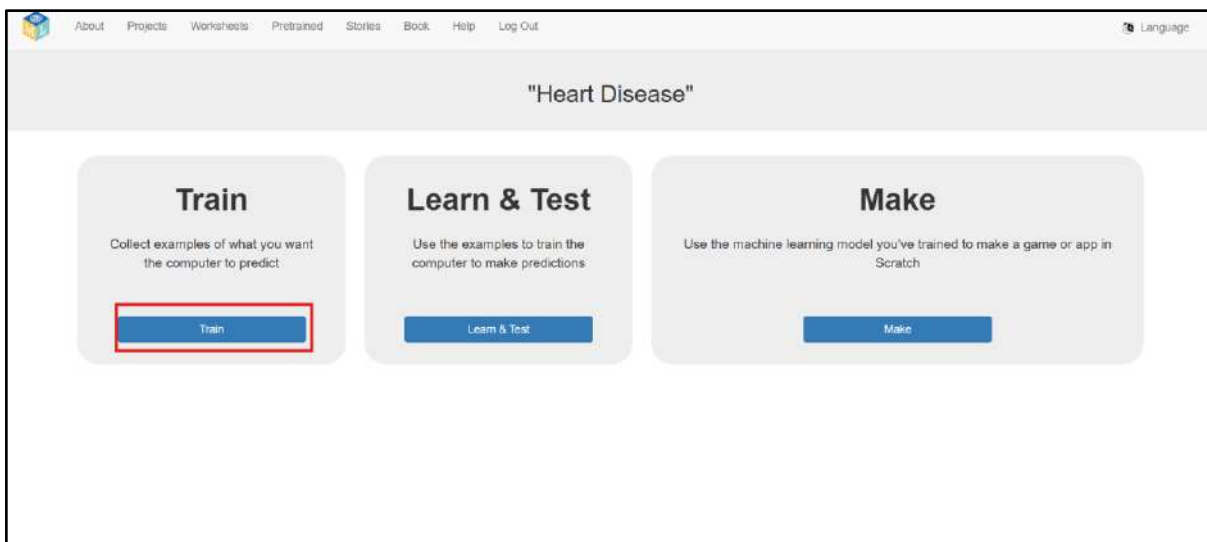 About Projects Worksheets Pretrained Stories Book Help Log Out Language
"Heart Disease"
Train
Collect examples of what you want
the computer to predict
Train
Learn & Test
Use the examples to train the
computer to make predictions
Learn & Test
Make
Use the machine learning model you've trained to make a game or app in
Scratch
Make